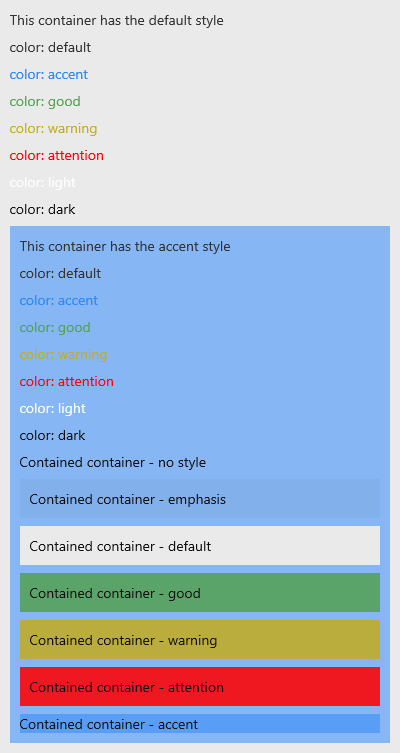 This container has the default style
color: default
color: accent
color: good
color: warning
color: attention
color: light
color: dark
This container has the accent style
color: default
color: accent
color: good
color: warning
color: attention
color: light
color: dark
Contained container - no style
Contained container - emphasis
Contained container - default
Contained container - good
Contained container - warning
Contained container - attention
Contained container - accent